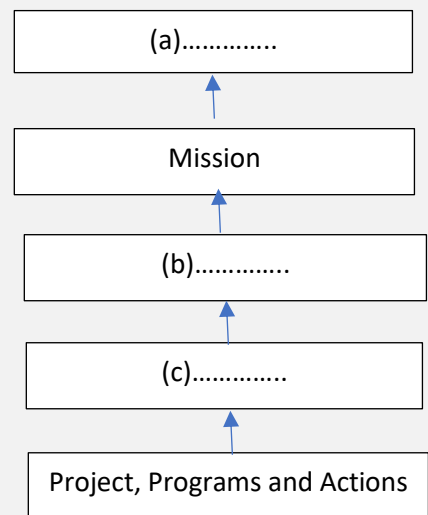 (a)…………..
Mission
(b)…………..
(c)…………..
Project, Programs and Actions